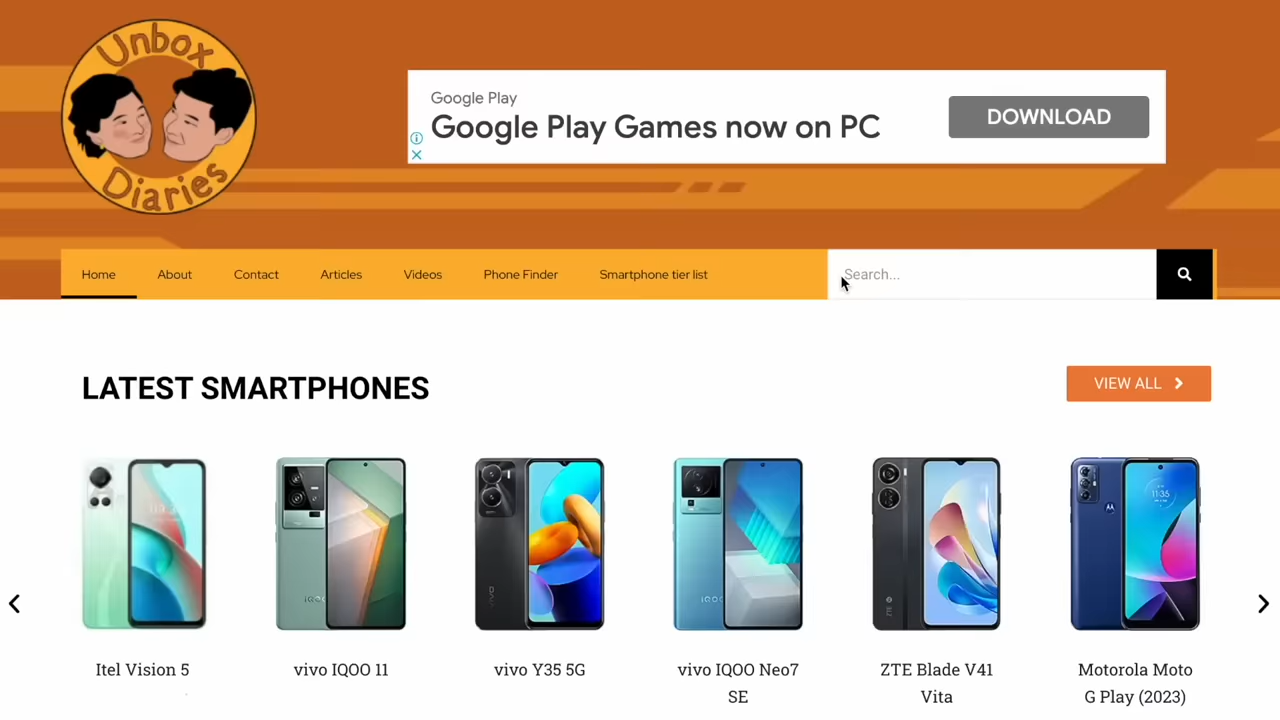 Unbox
Diaries
Google Play
Google Play Games now on PC
DOWNLOAD
Home
About
Contact
Articles
Videos
Phone Finder
Smartphone tier list
Search...
LATEST SMARTPHONES
VIEW ALL
Itel Vision 5
vivo IQOO 11
vivo Y35 5G
vivo IQOO Neo7
SE
ZTE Blade V41
Vita
Motorola Moto
G Play (2023)